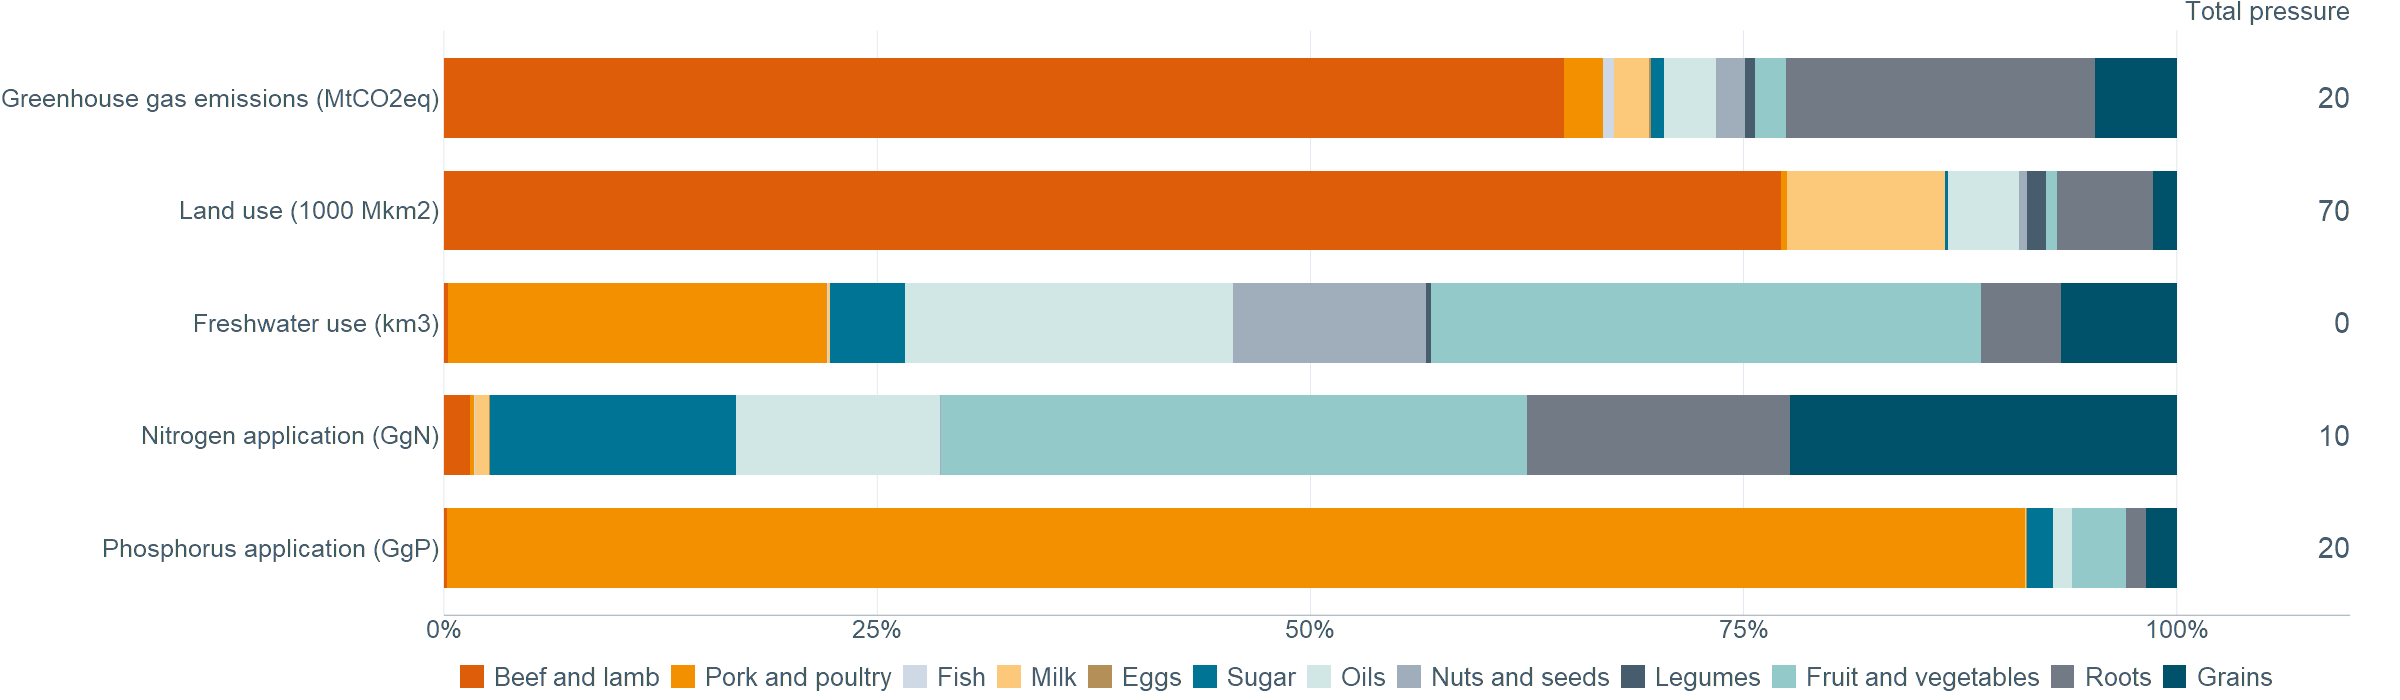 Total pressure
Greenhouse gas emissions (MtCO2eq) 20
Land use (1000 Mkm2) 70
Freshwater use (km3) 0
Nitrogen application (GgN) 10
Phosphorus application (GgP) 20
0% 25% 50% 75% 100%
Beef and lamb Pork and poultry Fish Milk Eggs Sugar Oils Nuts and seeds Legumes Fruit and vegetables Roots Grains